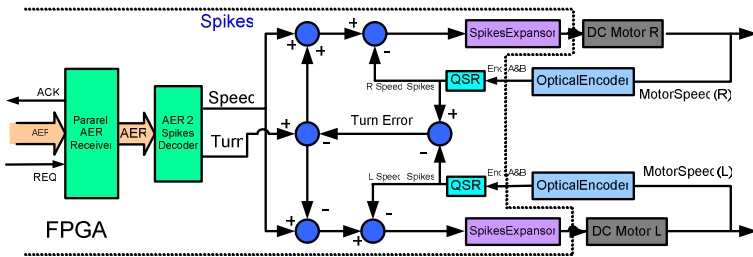 Spikes
+
+
+
-
SpikesExpansor
DC Motor R
R Speed Spikes
QSR
Enc A&B
OpticalEncoder
MotorSpeed(R)
ACK
AER
REQ
Pararel
AER
Receiver
AER
AER 2
Spikes
Decoder
Speed
Turn
+
-
Turn Error
+
-
L Speed Spikes
QSR
Enc A&B
OpticalEncoder
MotorSpeed(L)
+
-
+
-
SpikesExpansor
DC Motor L
FPGA